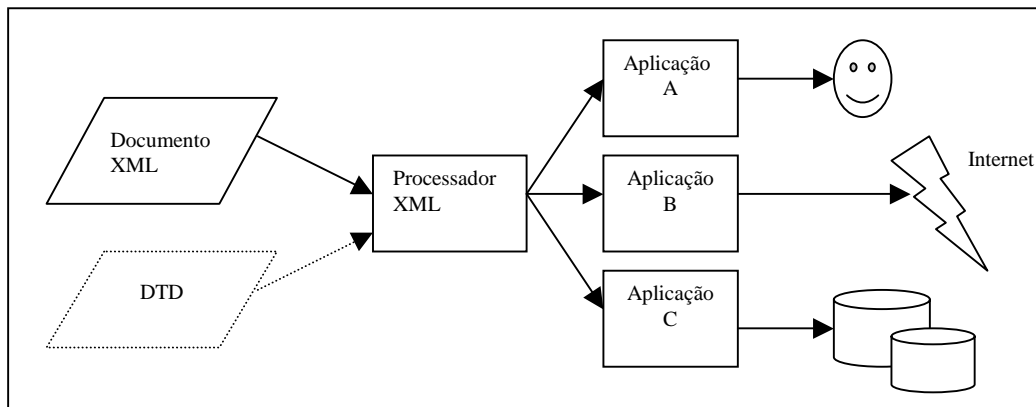 Documento
XML
DTD
Processador
XML
Aplicação
A
Aplicação
B
Aplicação
C
Internet